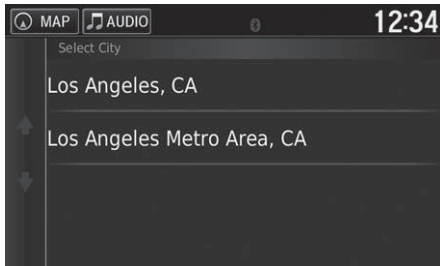 MAP AUDIO 12:34
Select City
Los Angeles, CA
Los Angeles Metro Area, CA